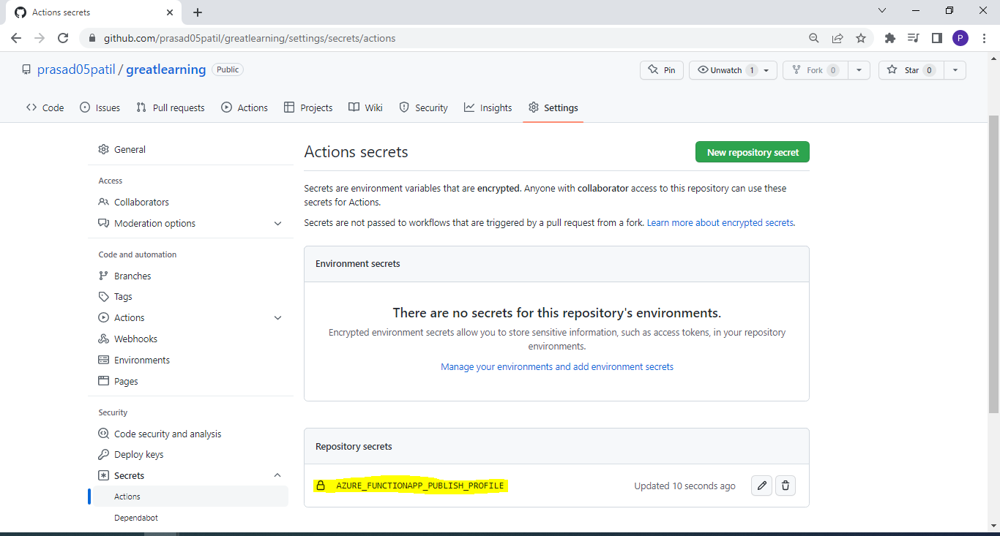 Actions secrets
github.com/prasad05patil/greatlearning/settings/secrets/actions
P
prasad05patil / greatlearning Public
Pin
Unwatch 1
Fork 0
Star 0
Code
Issues
Pull requests
Actions
Projects
Wiki
Security
Insights
Settings
General
Access
Collaborators
Moderation options
Code and automation
Branches
Tags
Actions
Webhooks
Environments
Pages
Security
Code security and analysis
Deploy keys
Secrets
Actions
Dependabot
Actions secrets
New repository secret
Secrets are environment variables that are encrypted. Anyone with collaborator access to this repository can use these
secrets for Actions.
Secrets are not passed to workflows that are triggered by a pull request from a fork. Learn more about encrypted secrets.
Environment secrets
There are no secrets for this repository's environments.
Encrypted environment secrets allow you to store sensitive information, such as access tokens, in your repository
environments.
Manage your environments and add environment secrets
Repository secrets
AZURE_FUNCTIONAPP_PUBLISH_PROFILE
Updated 10 seconds ago